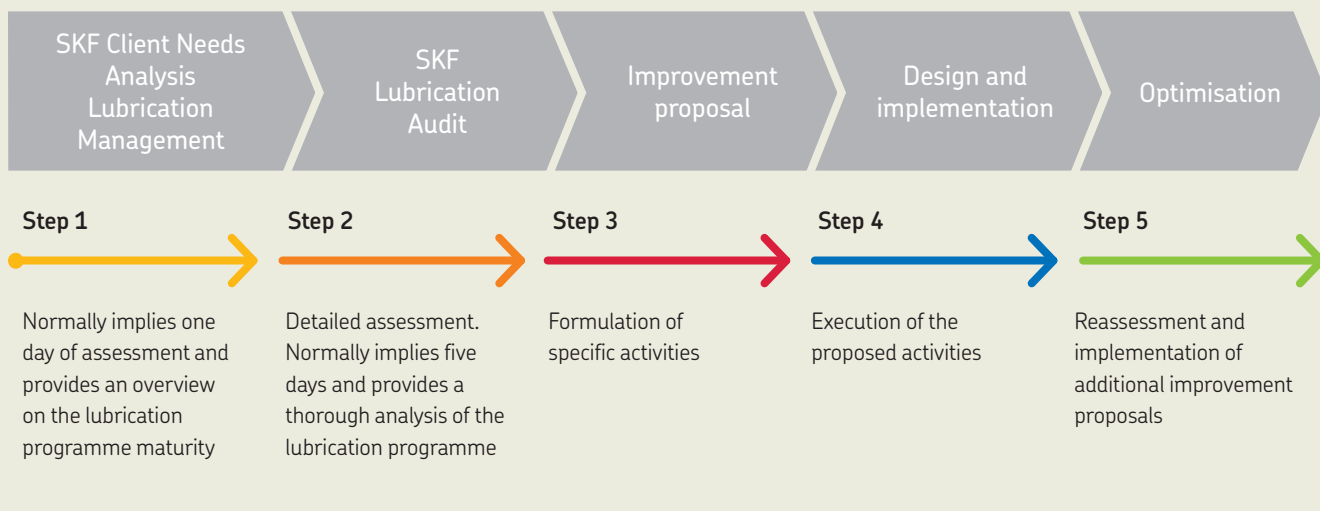 SKF Client Needs
Analysis
Lubrication
Management
SKF
Lubrication
Audit
Improvement
proposal
Design and
implementation
Optimisation
Step 1
Normally implies one
day of assessment and
provides an overview
on the lubrication
programme maturity
Step 2
Detailed assessment.
Normally implies five
days and provides a
thorough analysis of the
lubrication programme
Step 3
Formulation of
specific activities
Step 4
Execution of the
proposed activities
Step 5
Reassessment and
implementation of
additional improvement
proposals